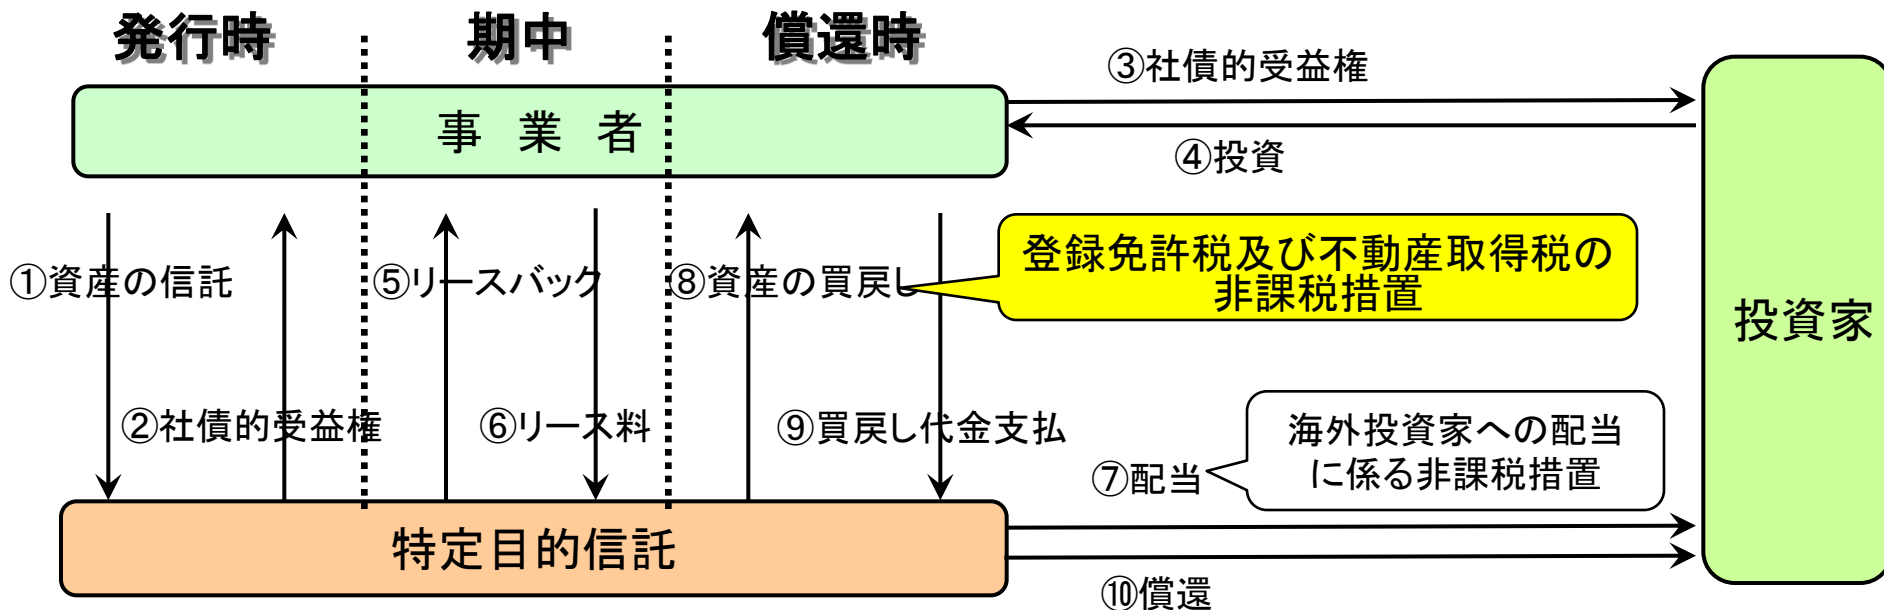 発行時
期中
償還時
③社債的受益権
事 業 者
④投資
登録免許税及び不動産取得税の
非課税措置
①資産の信託
⑤リースバック
⑧資産の買戻し
投資家
②社債的受益権
⑥リース料
⑨買戻し代金支払
海外投資家への配当
に係る非課税措置
⑦配当
特定目的信託
⑩償還